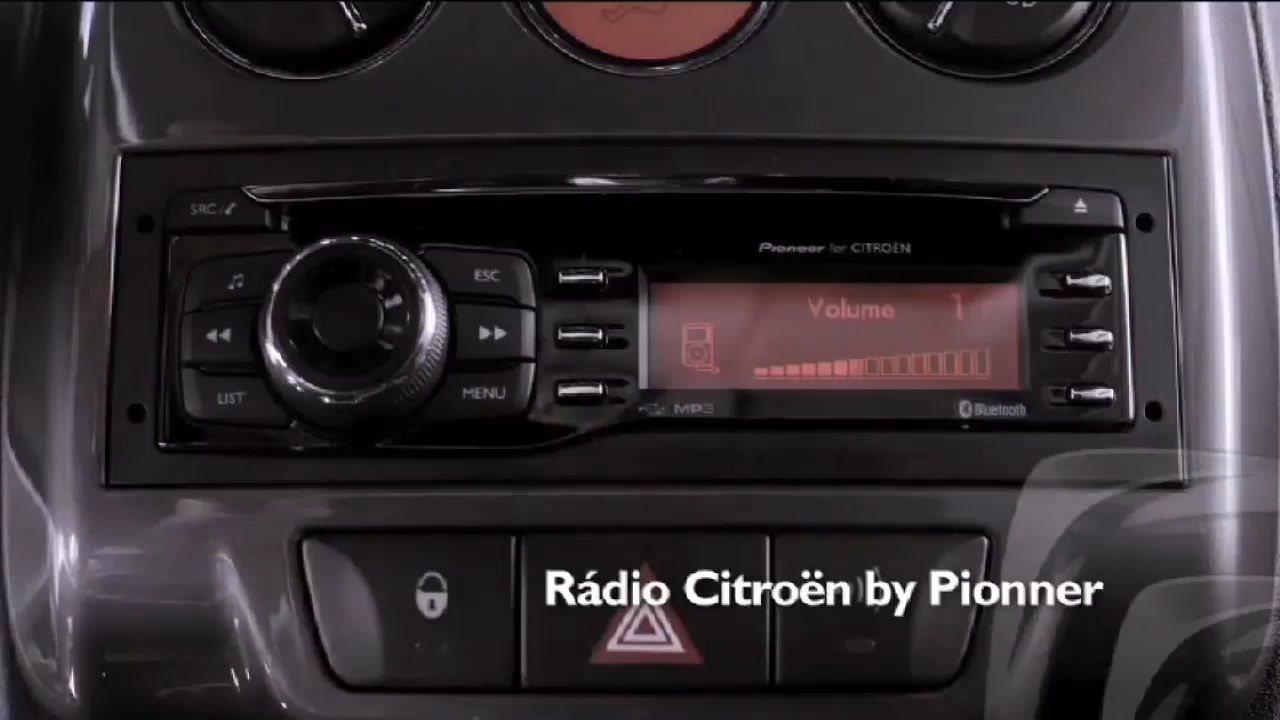 SRC/
Pioneer for CITROËN
ESC
Volume 1
LIST
MENU
MP3
Bluetooth
Rádio Citroën by Pionner